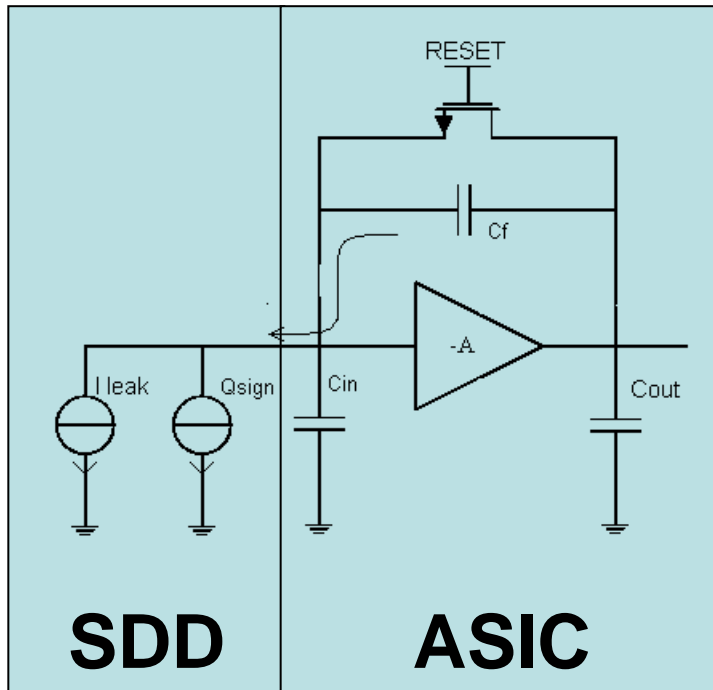 RESET
Cf
-A
I leak
Qsign
Cin
Cout
SDD
ASIC